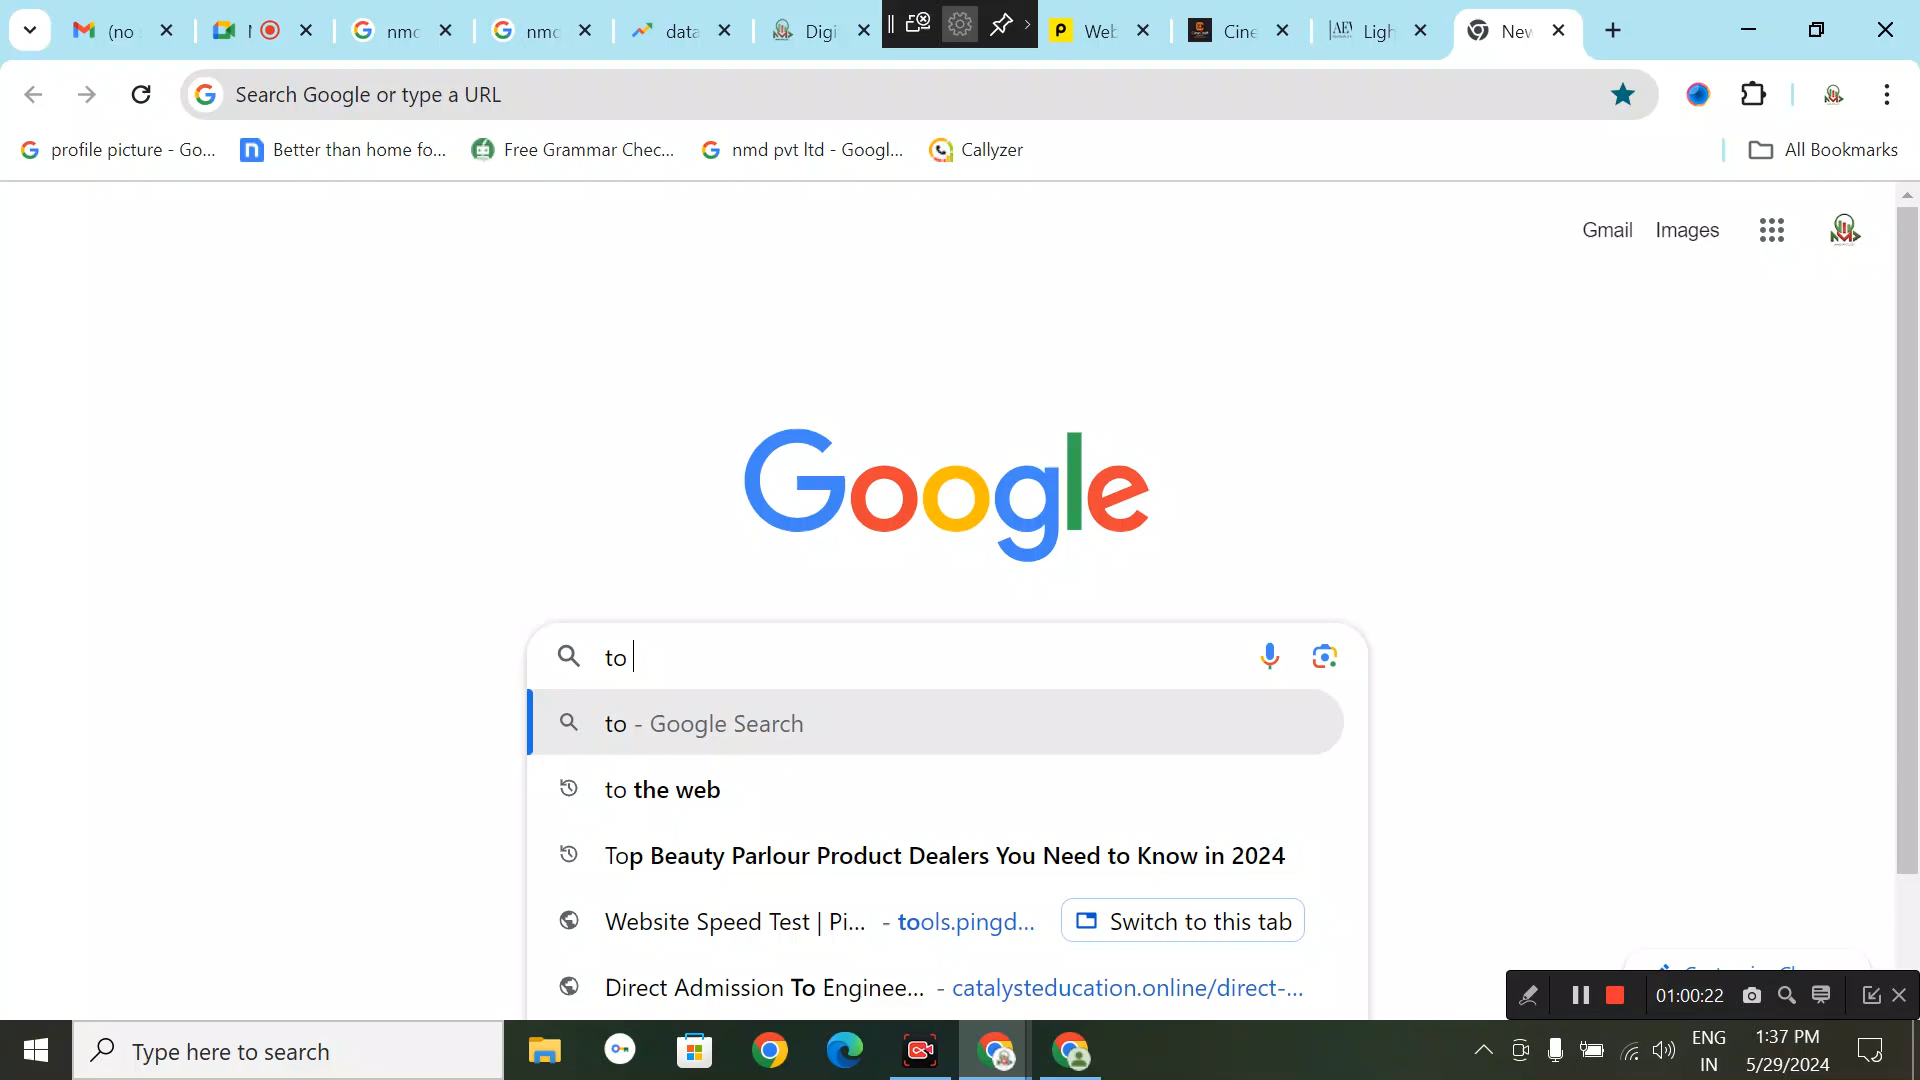 (no
nmc
nmc
data
Digi
Web
Cine
Ligh
New
Search Google or type a URL
profile picture - Go...
Better than home fo...
Free Grammar Chec...
nmd pvt ltd - Googl...
Callyzer
All Bookmarks
Gmail
Images
Google
to
to - Google Search
to the web
Top Beauty Parlour Product Dealers You Need to Know in 2024
Website Speed Test | Pi... - tools.pingd...
Switch to this tab
Direct Admission To Enginee... - catalysteducation.online/direct-...
01:00:22
Type here to search
ENG
IN
1:37 PM
5/29/2024